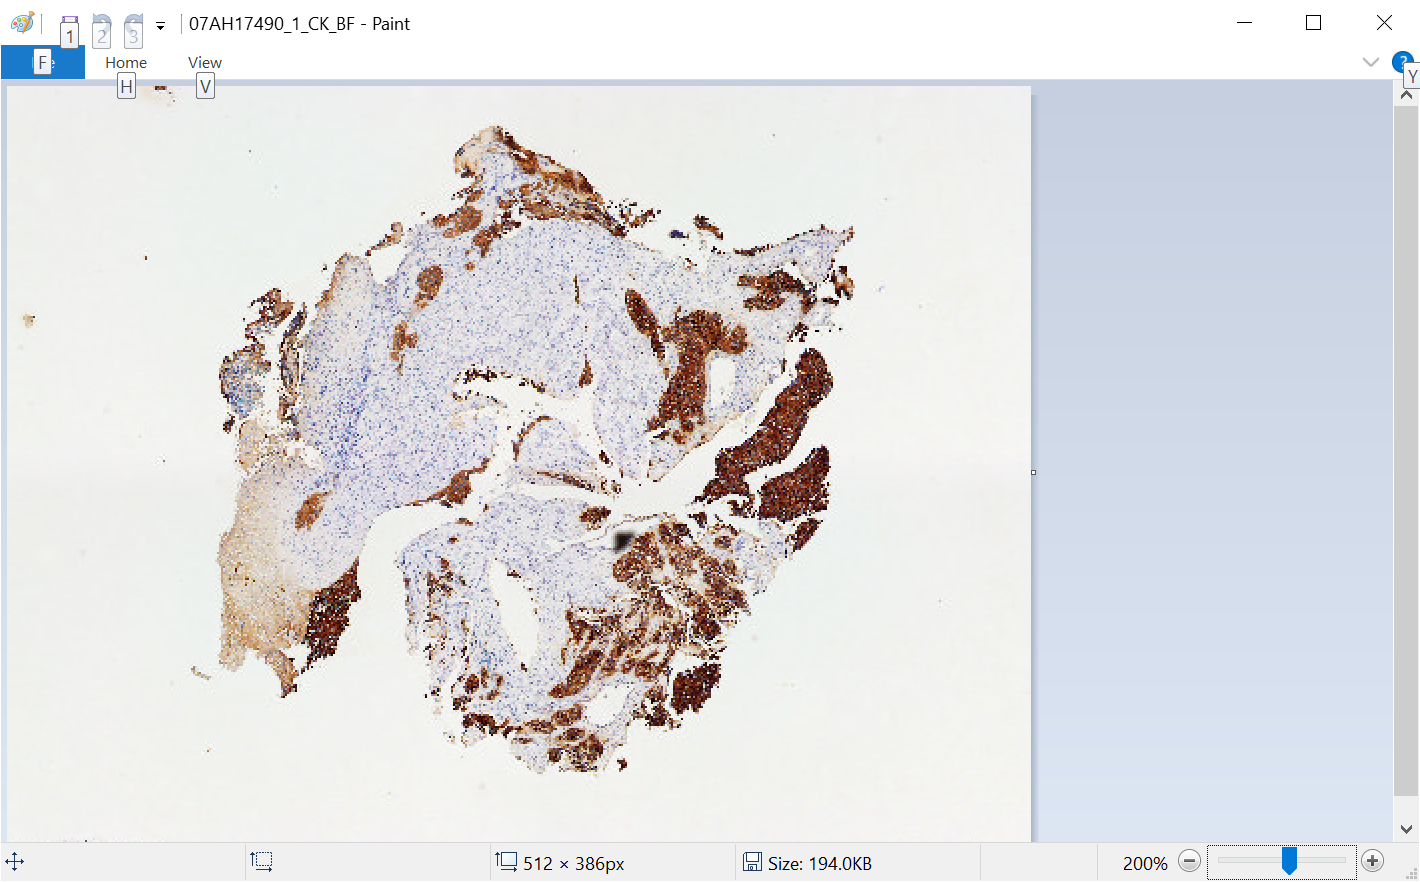 1 2 3 07AH17490_1_CK_BF - Paint
F Home View ?
H V Y
512 × 386px Size: 194.0KB 200%